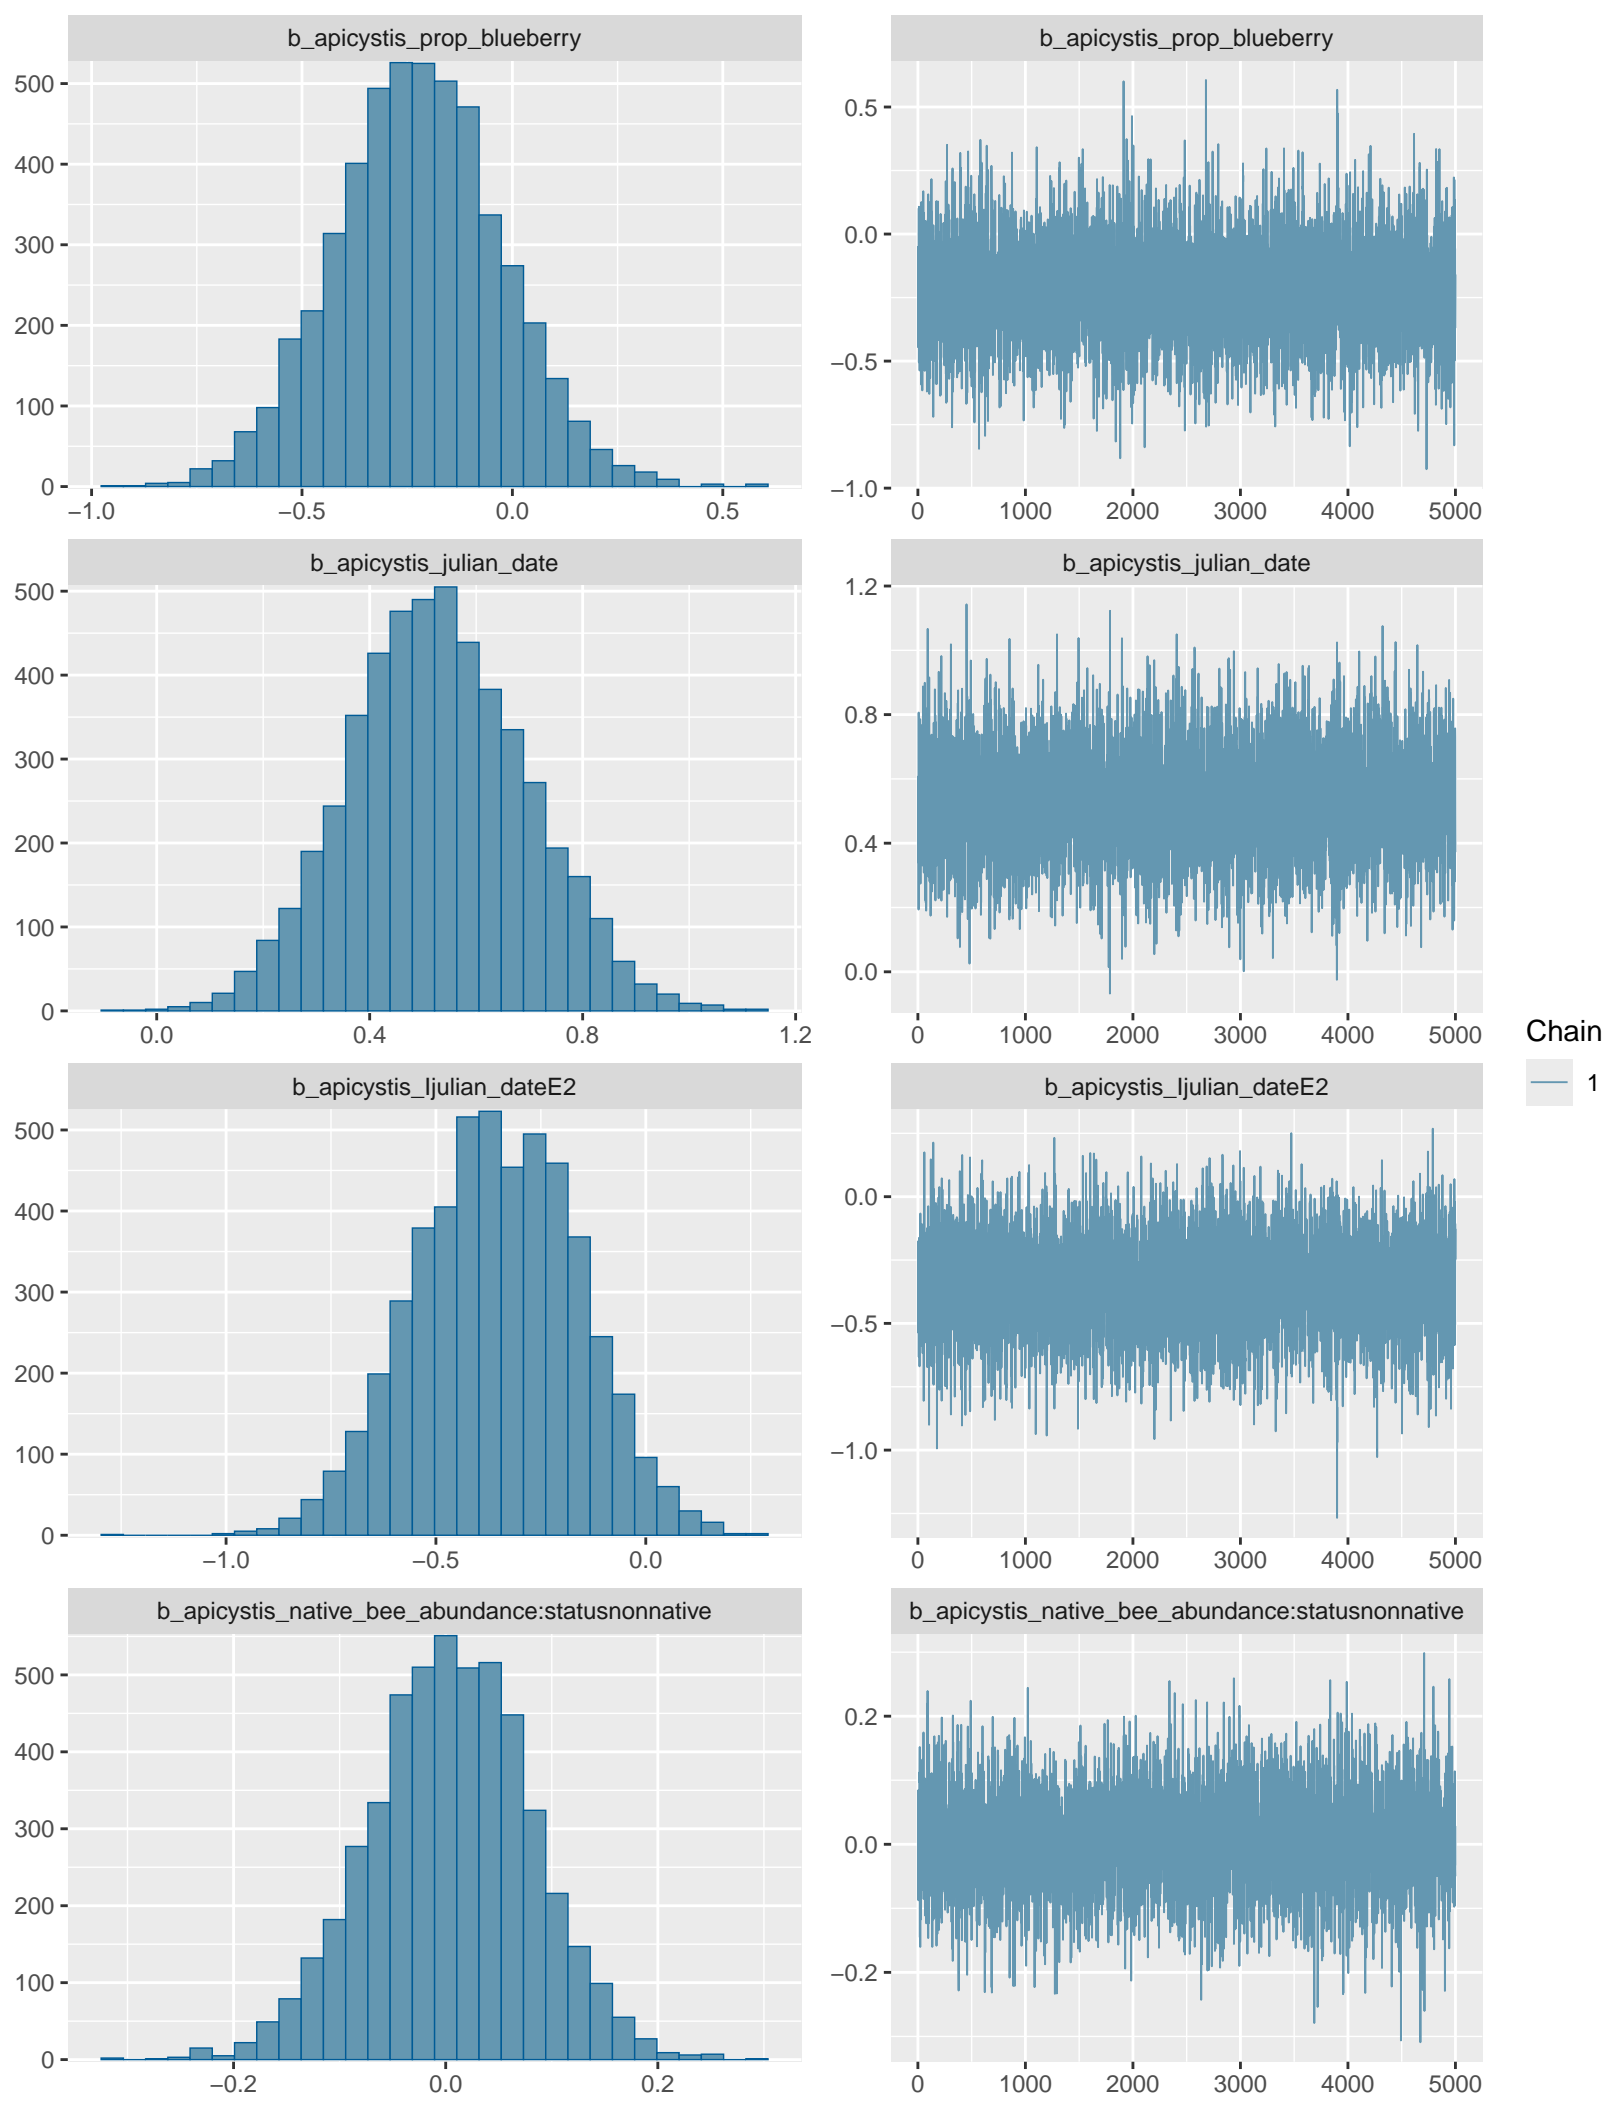 b_apicystis_prop_blueberry
b_apicystis_prop_blueberry
500
400
300
200
100
0
−1.0 −0.5 0.0 0.5
0.5
0.0
−0.5
−1.0
0 1000 2000 3000 4000 5000
b_apicystis_julian_date
b_apicystis_julian_date
500
400
300
200
100
0
0.0 0.4 0.8 1.2
1.2
0.8
0.4
0.0
0 1000 2000 3000 4000 5000
Chain
1
b_apicystis_Ijulian_dateE2
b_apicystis_Ijulian_dateE2
500
400
300
200
100
0
−1.0 −0.5 0.0
0.0
−0.5
−1.0
0 1000 2000 3000 4000 5000
b_apicystis_native_bee_abundance:statusnonnative
b_apicystis_native_bee_abundance:statusnonnative
500
400
300
200
100
0
−0.2 0.0 0.2
0.2
0.0
−0.2
0 1000 2000 3000 4000 5000